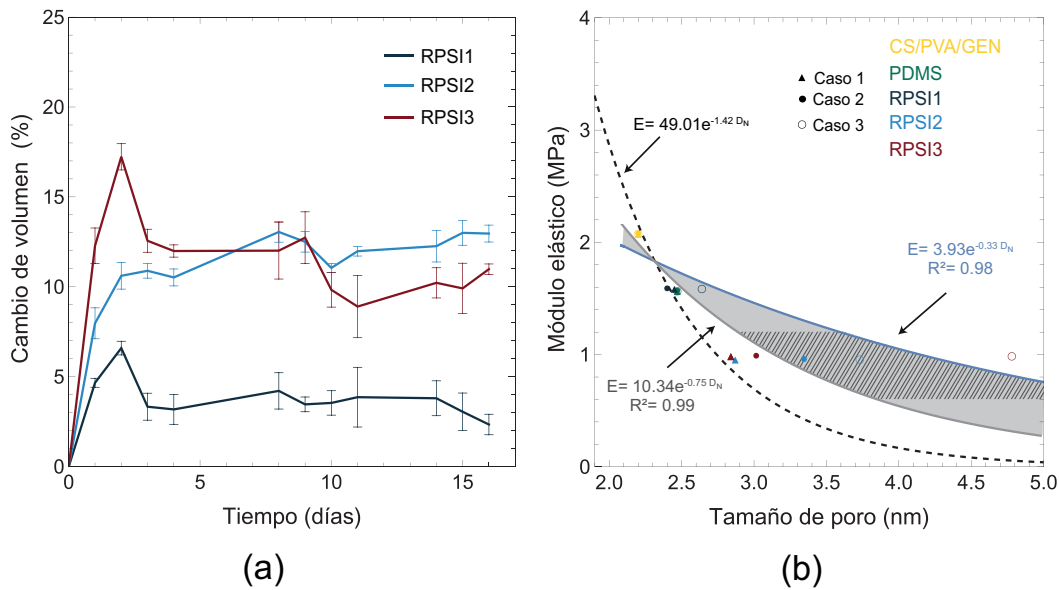 25
20
15
10
5
0
0
5
10
15
Cambio de volumen (%)
Tiempo (días)
RPSI1
RPSI2
RPSI3
(a)
4
3
2
1
0
2.0
2.5
3.0
3.5
4.0
4.5
5.0
Módulo elástico (MPa)
Tamaño de poro (nm)
E= 49.01e-1.42 DN
Caso 1
Caso 2
Caso 3
CS/PVA/GEN
PDMS
RPSI1
RPSI2
RPSI3
E= 3.93e-0.33 DN
R²= 0.98
E= 10.34e-0.75 DN
R²= 0.99
(b)